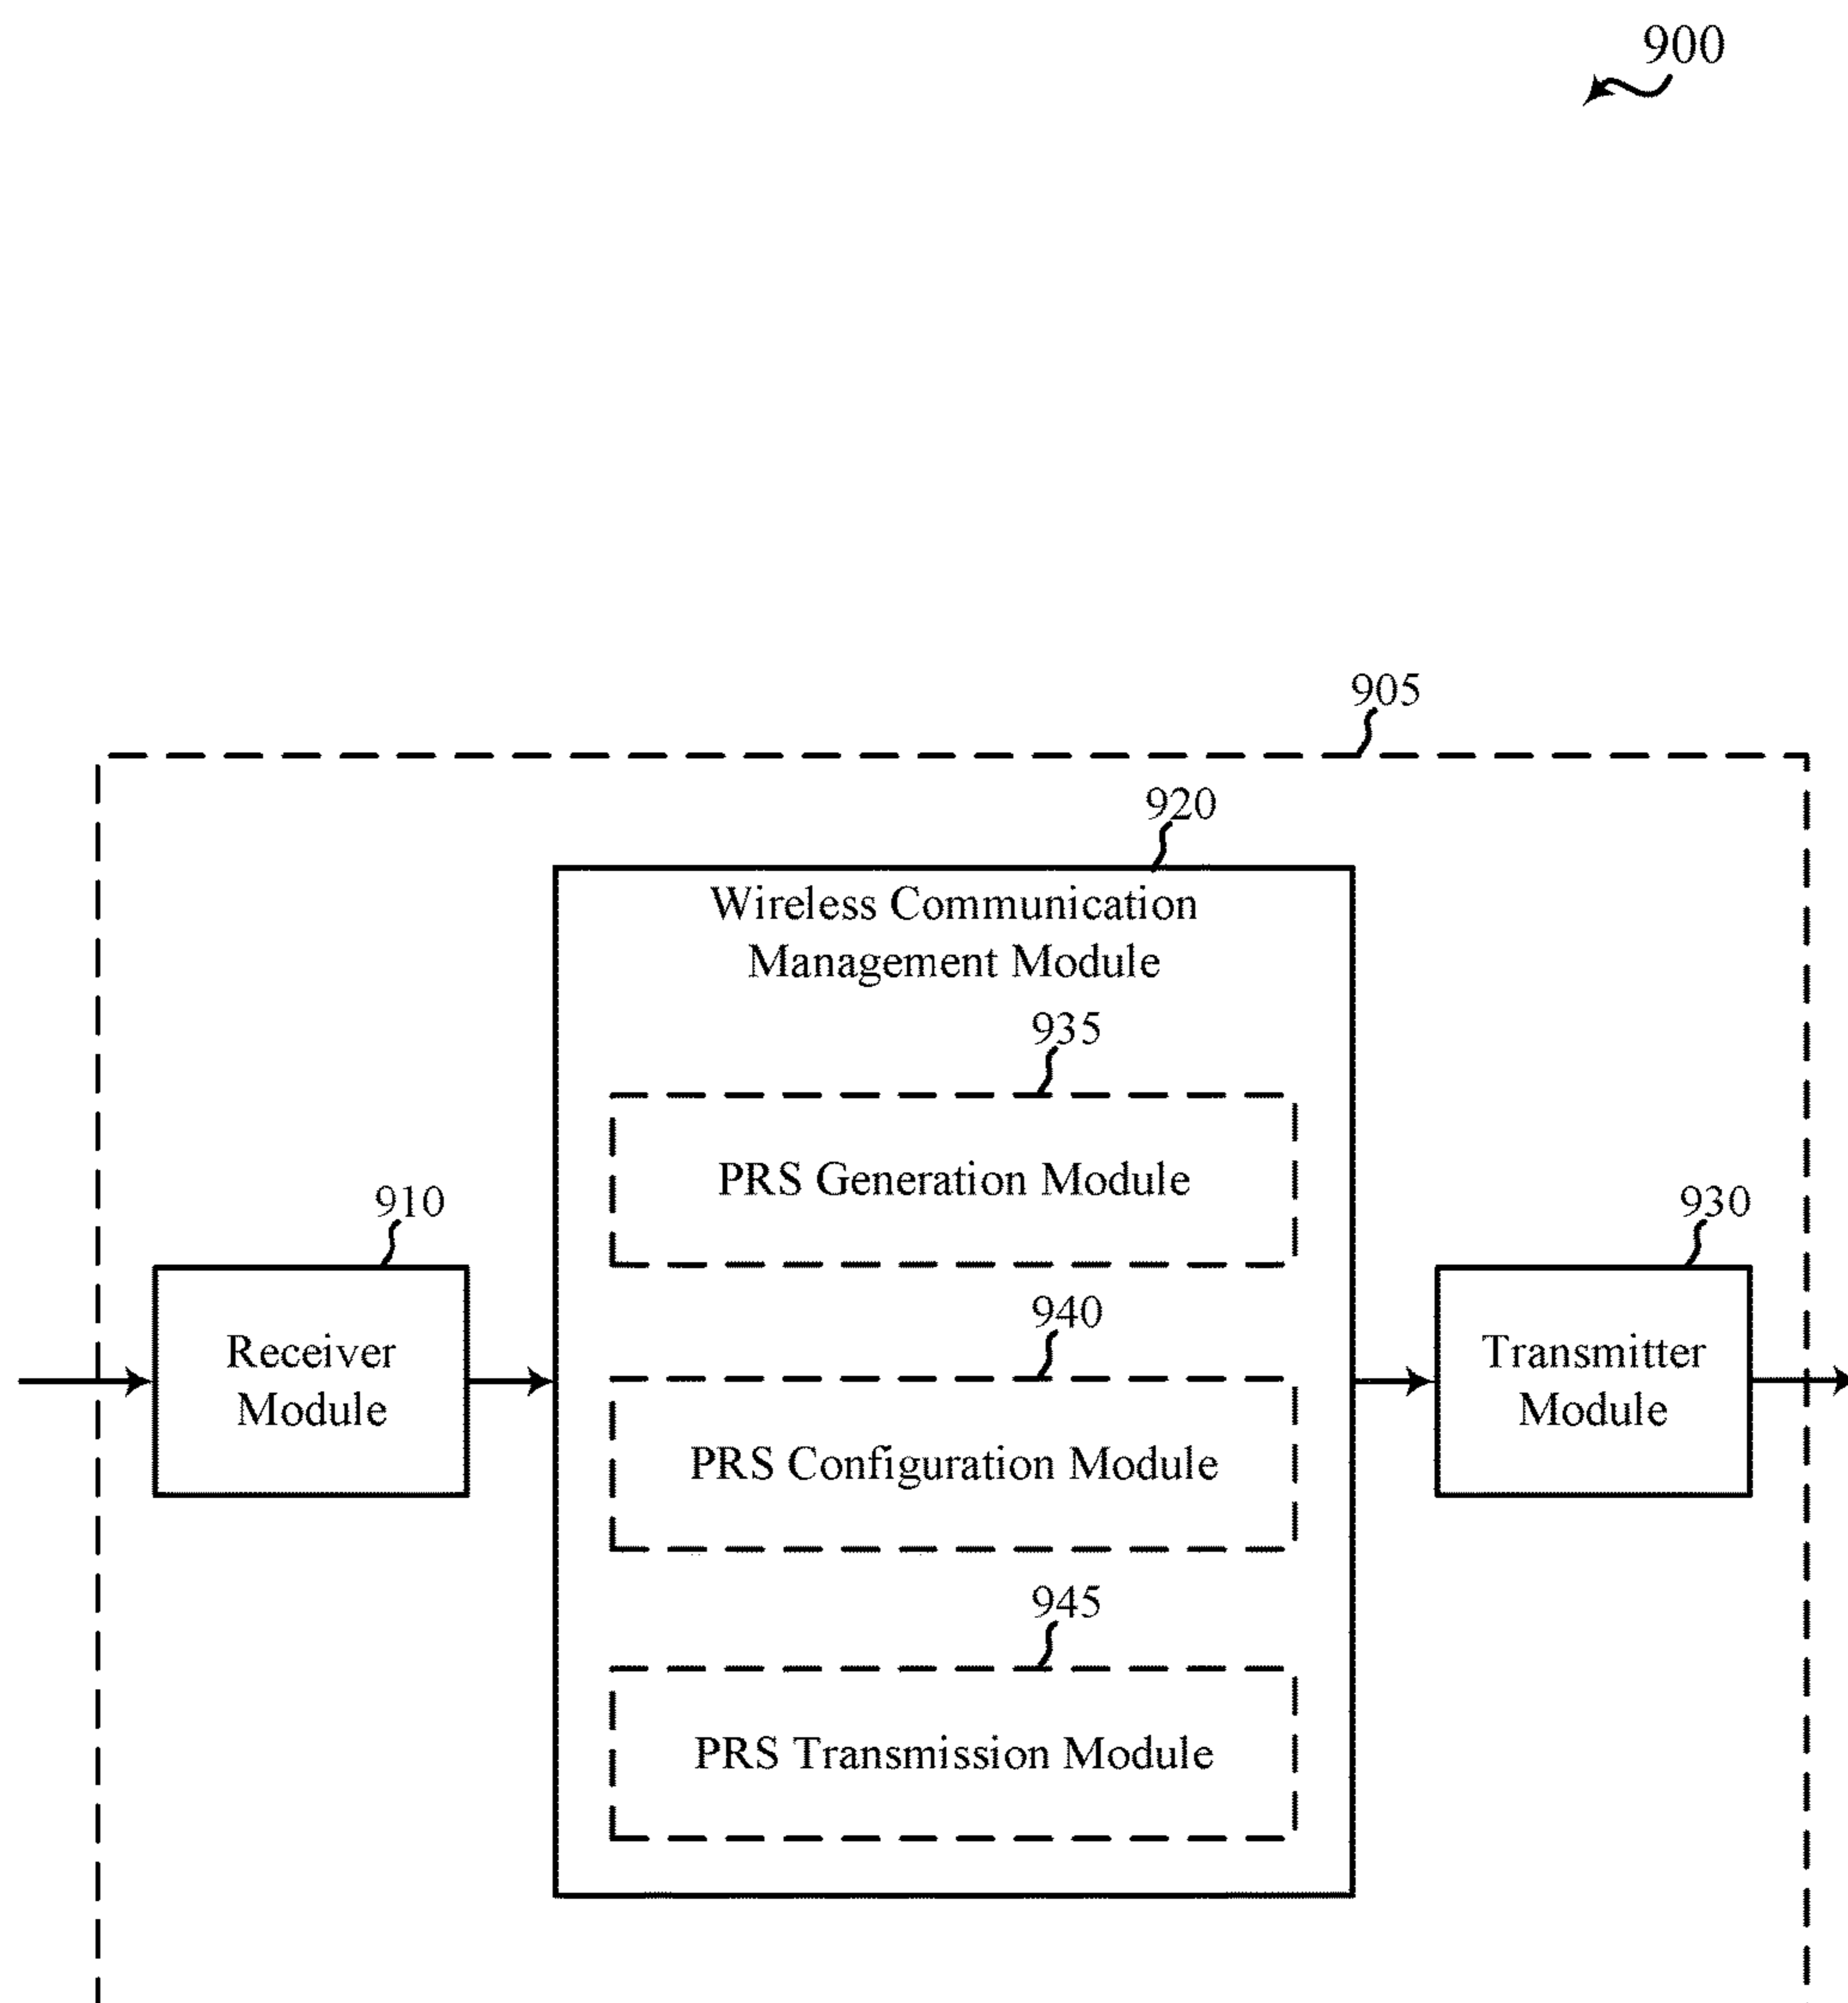 900
905
920
Wireless Communication
Management Module
935
PRS Generation Module
910
Receiver
Module
940
PRS Configuration Module
930
Transmitter
Module
945
PRS Transmission Module